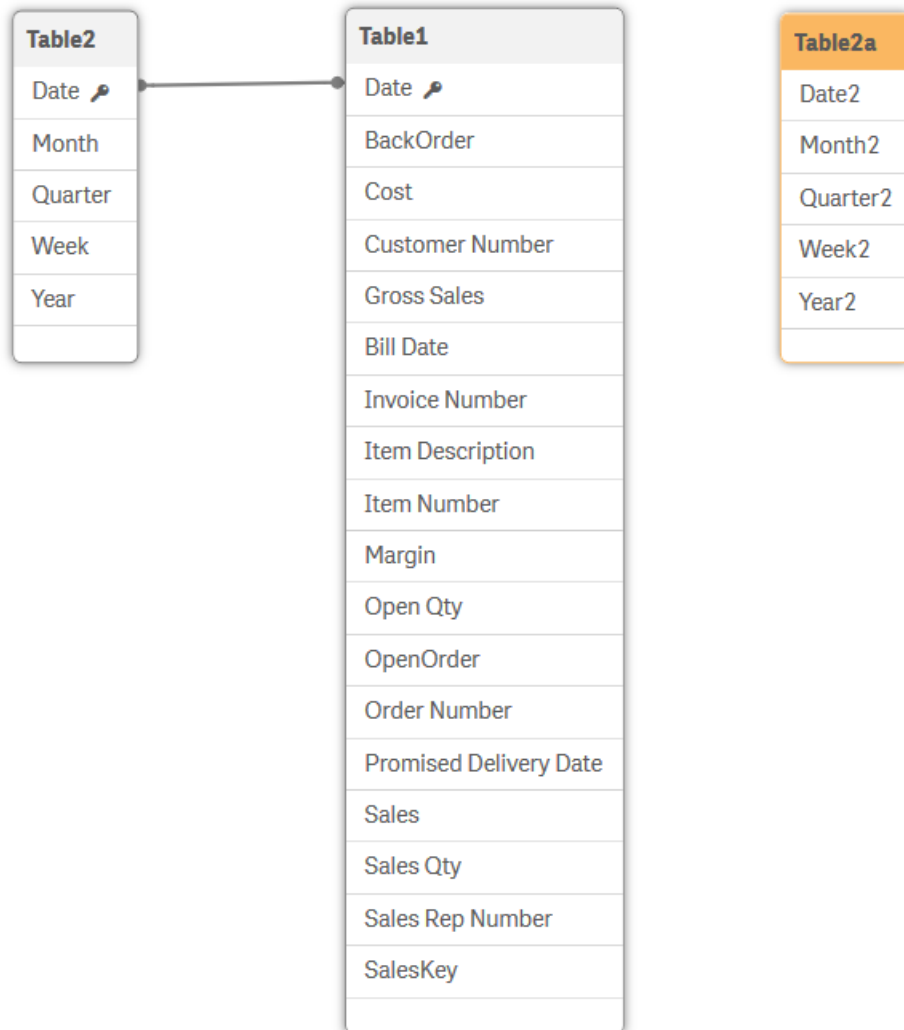 Table2
Date
Month
Quarter
Week
Year
Table1
Date
BackOrder
Cost
Customer Number
Gross Sales
Bill Date
Invoice Number
Item Description
Item Number
Margin
Open Qty
OpenOrder
Order Number
Promised Delivery Date
Sales
Sales Qty
Sales Rep Number
SalesKey
Table2a
Date2
Month2
Quarter2
Week2
Year2